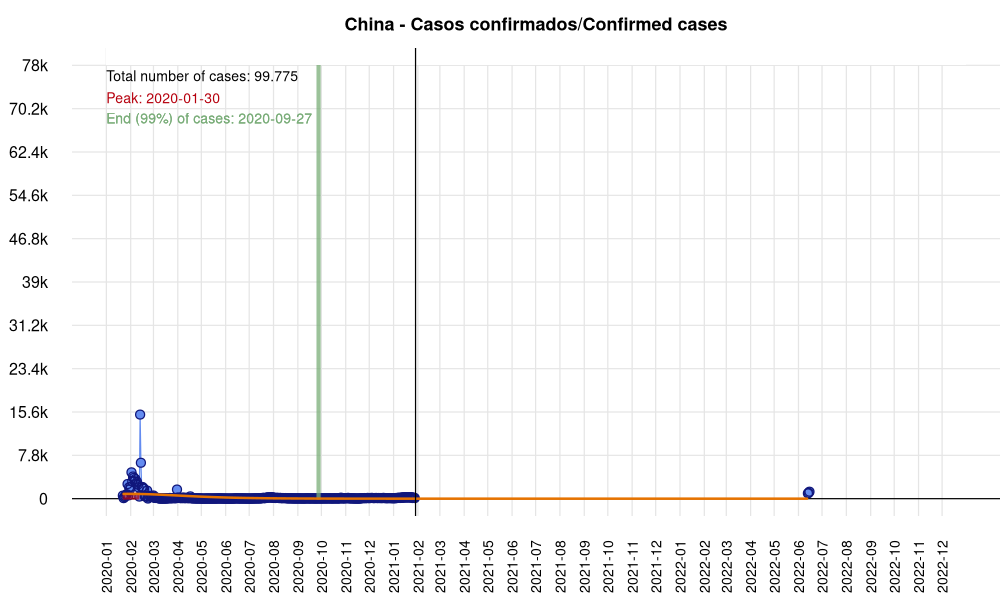 China - Casos confirmados/Confirmed cases
Total number of cases: 99.775
Peak: 2020-01-30
End (99%) of cases: 2020-09-27
78k
70.2k
62.4k
54.6k
46.8k
39k
31.2k
23.4k
15.6k
7.8k
0
2020-01
2020-02
2020-03
2020-04
2020-05
2020-06
2020-07
2020-08
2020-09
2020-10
2020-11
2020-12
2021-01
2021-02
2021-03
2021-04
2021-05
2021-06
2021-07
2021-08
2021-09
2021-10
2021-11
2021-12
2022-01
2022-02
2022-03
2022-04
2022-05
2022-06
2022-07
2022-08
2022-09
2022-10
2022-11
2022-12